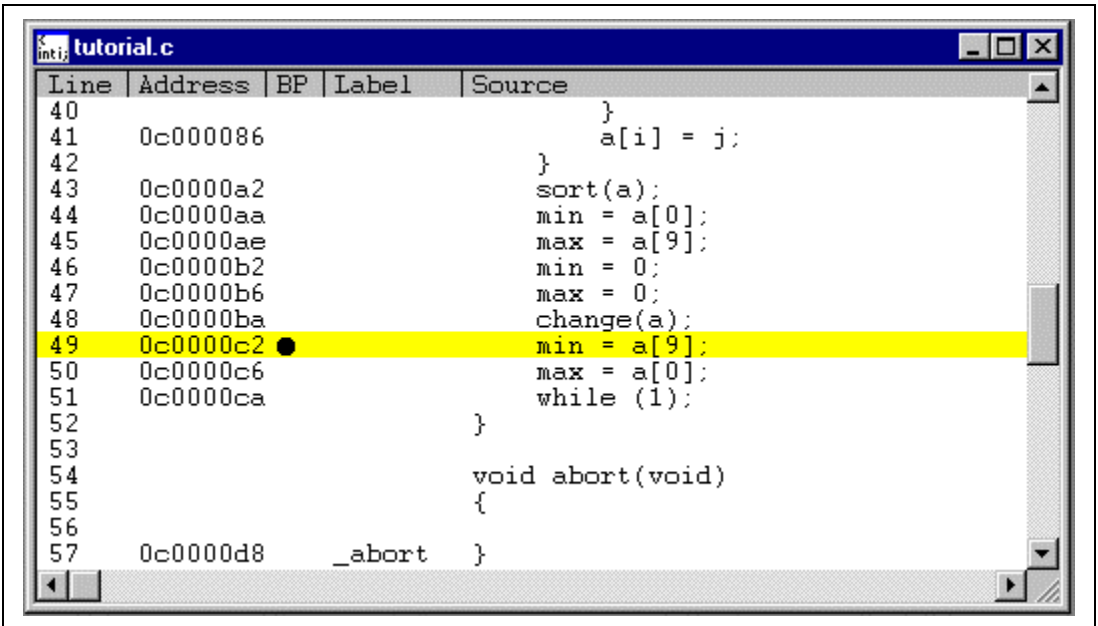 inti; tutorial.c
Line Address BP Label Source
40 }
41 0c000086 a[i] = j;
42 }
43 0c0000a2 sort(a);
44 0c0000aa min = a[0];
45 0c0000ae max = a[9];
46 0c0000b2 min = 0;
47 0c0000b6 max = 0;
48 0c0000ba change(a);
49 0c0000c2 min = a[9];
50 0c0000c6 max = a[0];
51 0c0000ca while (1);
52 }
53
54 void abort(void)
55 {
56
57 0c0000d8 _abort }